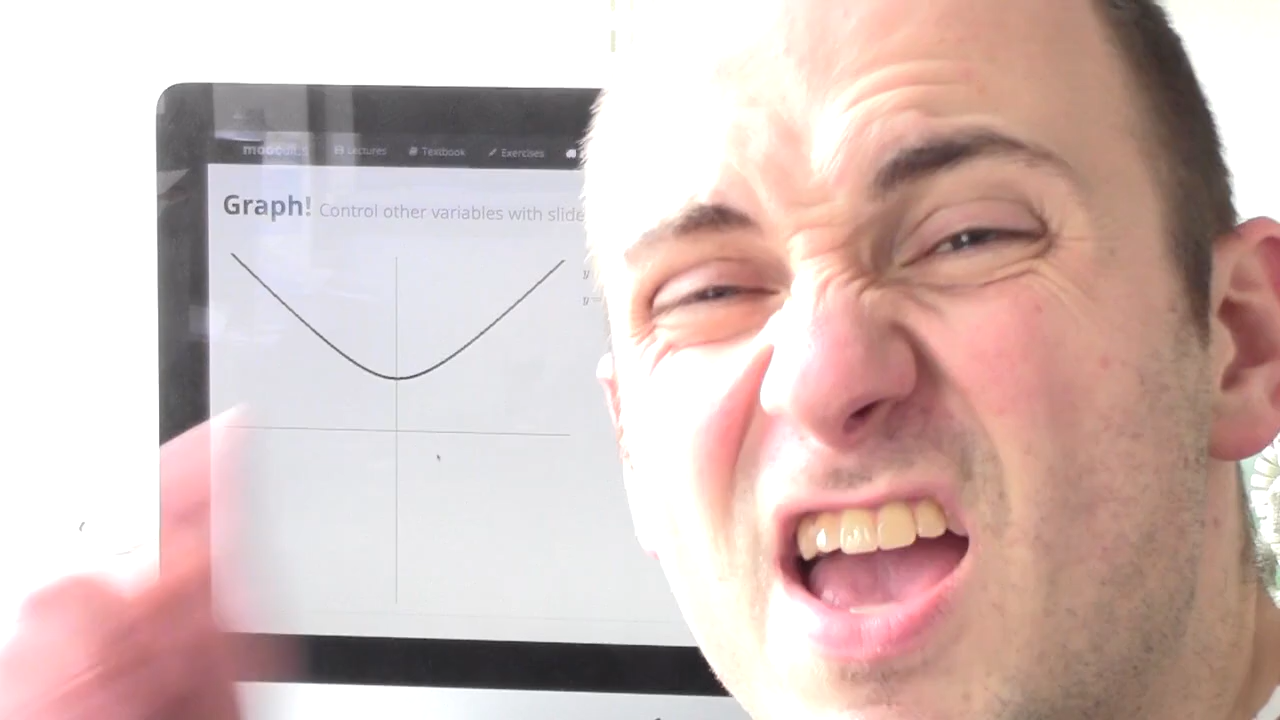 Lectures Textbook Exercises
Graph! Control other variables with slide
y
y =